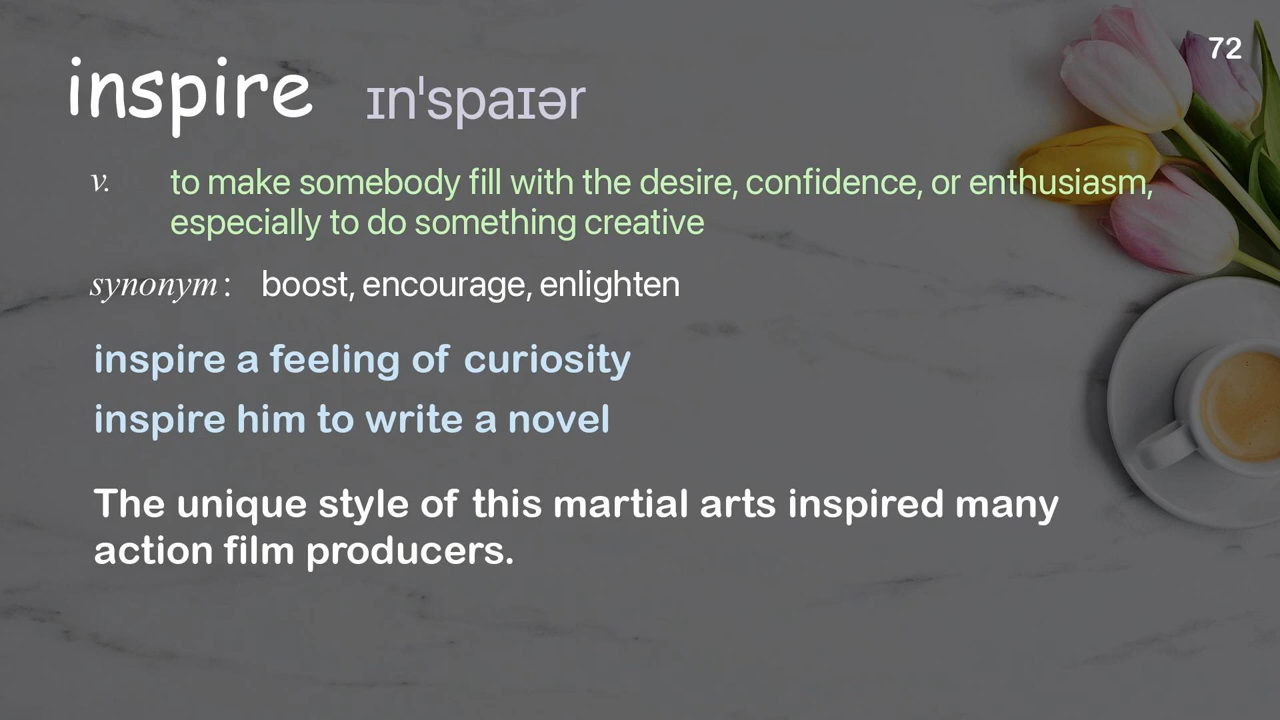 72
inspire ɪn'spaɪər
v. to make somebody fill with the desire, confidence, or enthusiasm,
especially to do something creative
synonym: boost, encourage, enlighten
inspire a feeling of curiosity
inspire him to write a novel
The unique style of this martial arts inspired many
action film producers.